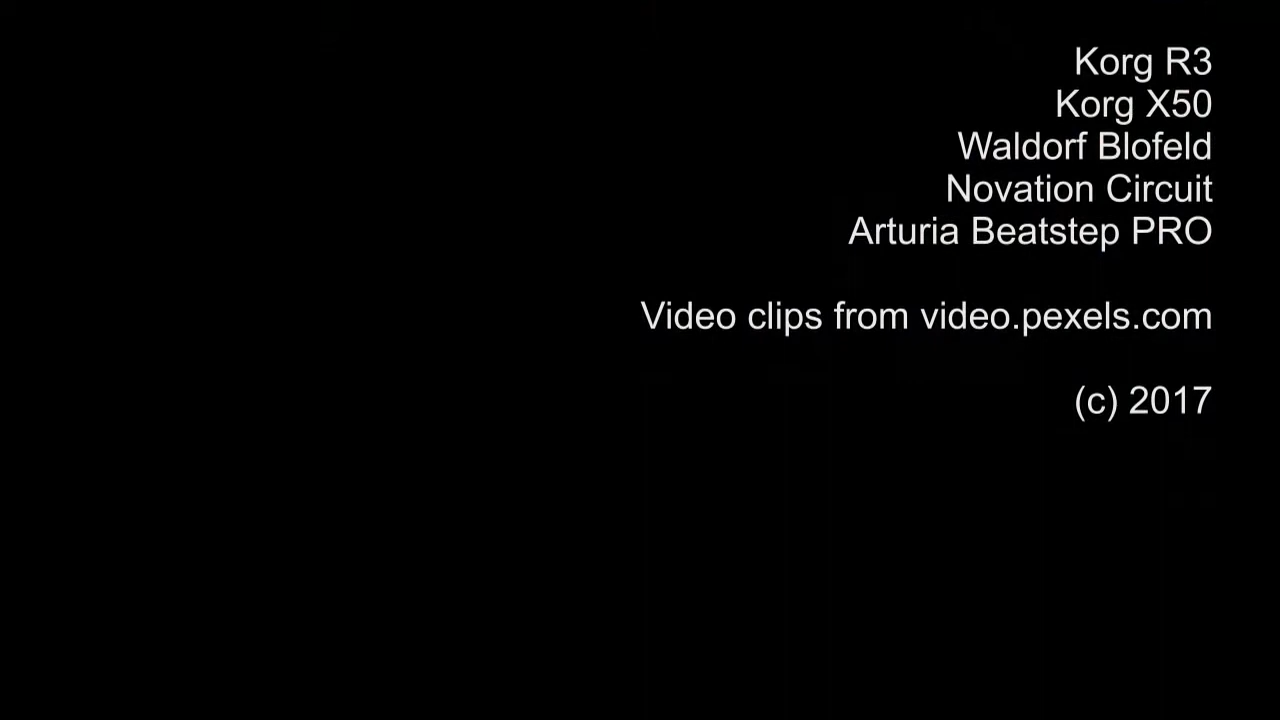 Korg R3
Korg X50
Waldorf Blofeld
Novation Circuit
Arturia Beatstep PRO
Video clips from video.pexels.com
(c) 2017